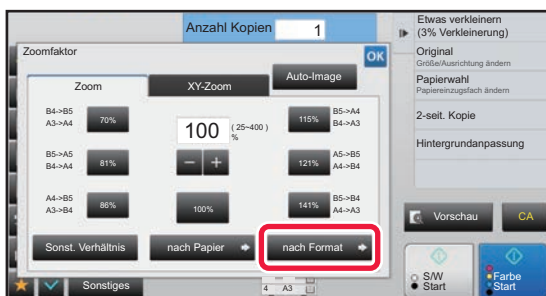 Anzahl Kopien 1
Zoomfaktor
OK
Zoom
XY-Zoom
Auto-Image
B4->B5
A3->A4
70%
100
(25~400)
%
115%
B5->A4
B4->A3
B5->A5
B4->A4
81%
121%
A5->B5
A4->B4
A4->B5
A3->B4
86%
100%
141%
B5->B4
A4->A3
Sonst. Verhältnis
nach Papier
nach Format
Sonstiges
4 A3
Etwas verkleinern
(3% Verkleinerung)
Original
Größe/Ausrichtung ändern
Papierwahl
Papiereinzugsfach ändern
2-seit. Kopie
Hintergrundanpassung
Vorschau
CA
S/W
Start
Farbe
Start